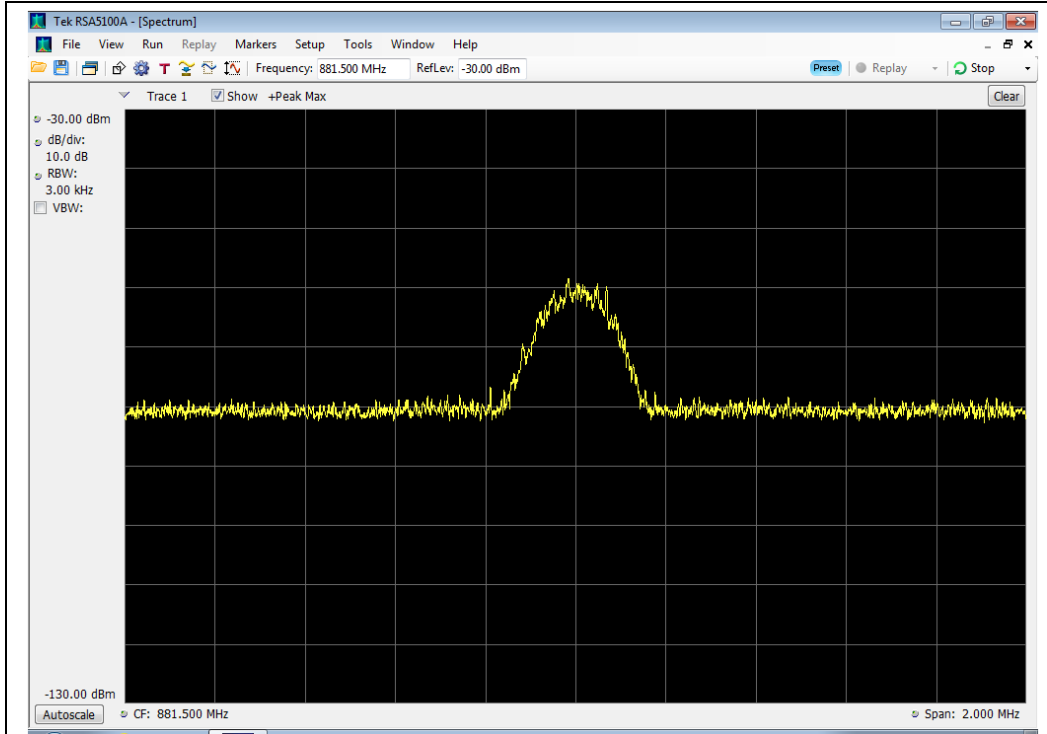 Tek RSA5100A - [Spectrum]
File View Run Replay Markers Setup Tools Window Help
T Frequency: 881.500 MHz RefLev: -30.00 dBm Preset Replay Stop
Trace 1 Show +Peak Max Clear
-30.00 dBm
dB/div:
10.0 dB
RBW:
3.00 kHz
VBW:
-130.00 dBm
Autoscale CF: 881.500 MHz Span: 2.000 MHz